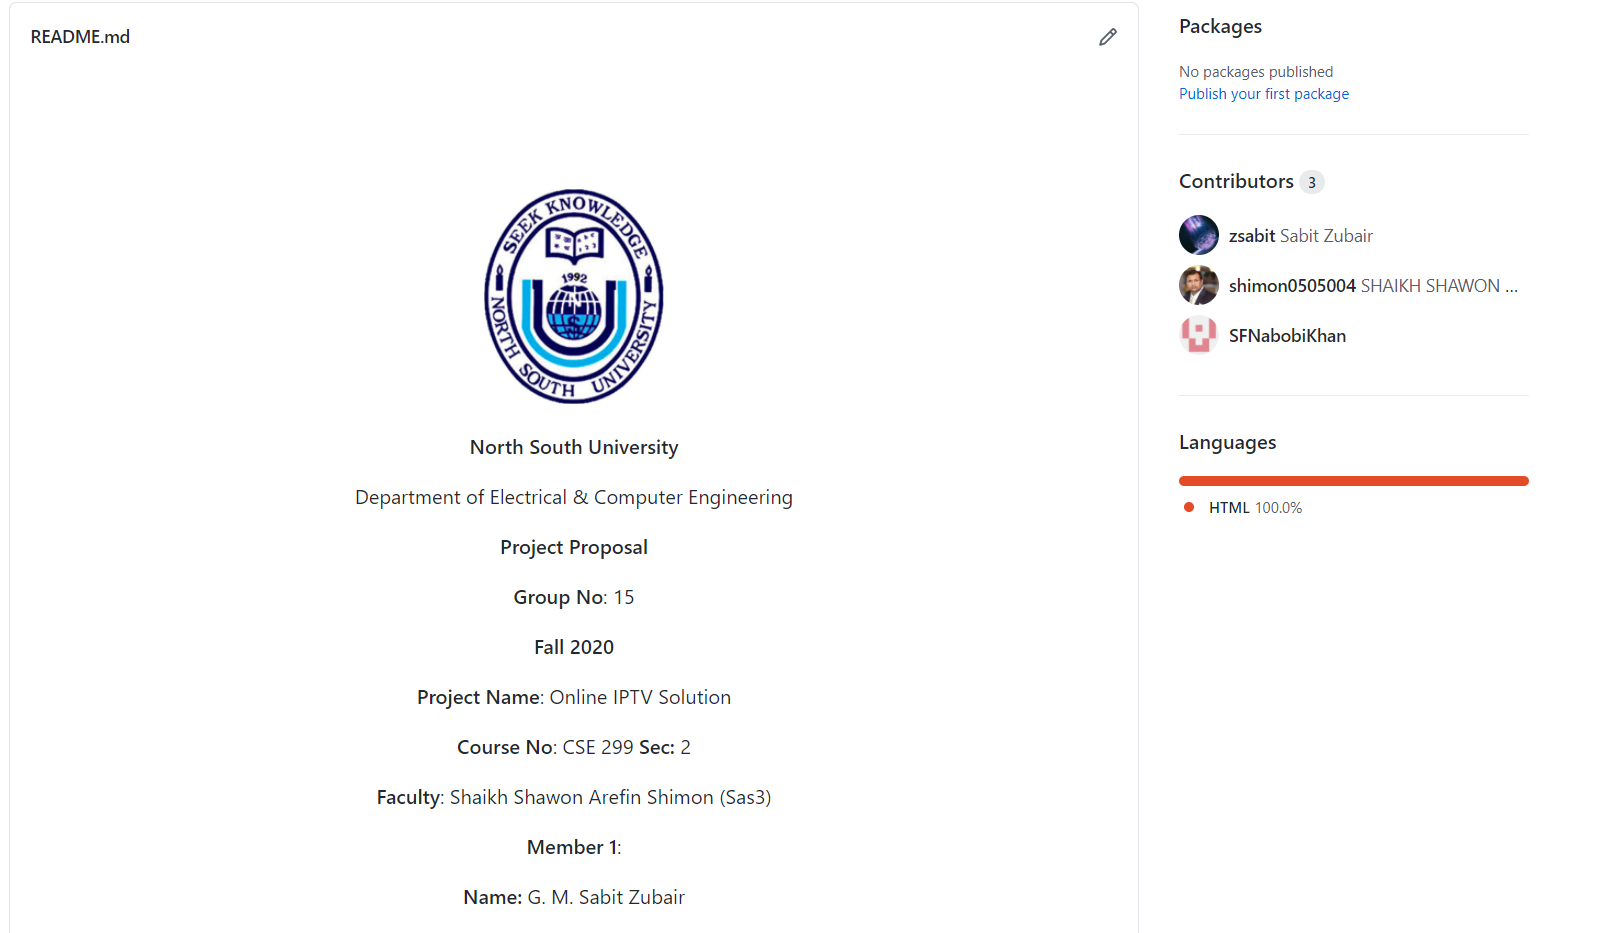 README.md
SEEK KNOWLEDGE
1992
NORTH SOUTH UNIVERSITY
North South University
Department of Electrical & Computer Engineering
Project Proposal
Group No: 15
Fall 2020
Project Name: Online IPTV Solution
Course No: CSE 299 Sec: 2
Faculty: Shaikh Shawon Arefin Shimon (Sas3)
Member 1:
Name: G. M. Sabit Zubair
Packages
No packages published
Publish your first package
Contributors 3
zsabit Sabit Zubair
shimon0505004 SHAIKH SHAWON ...
SFNabobiKhan
Languages
HTML 100.0%